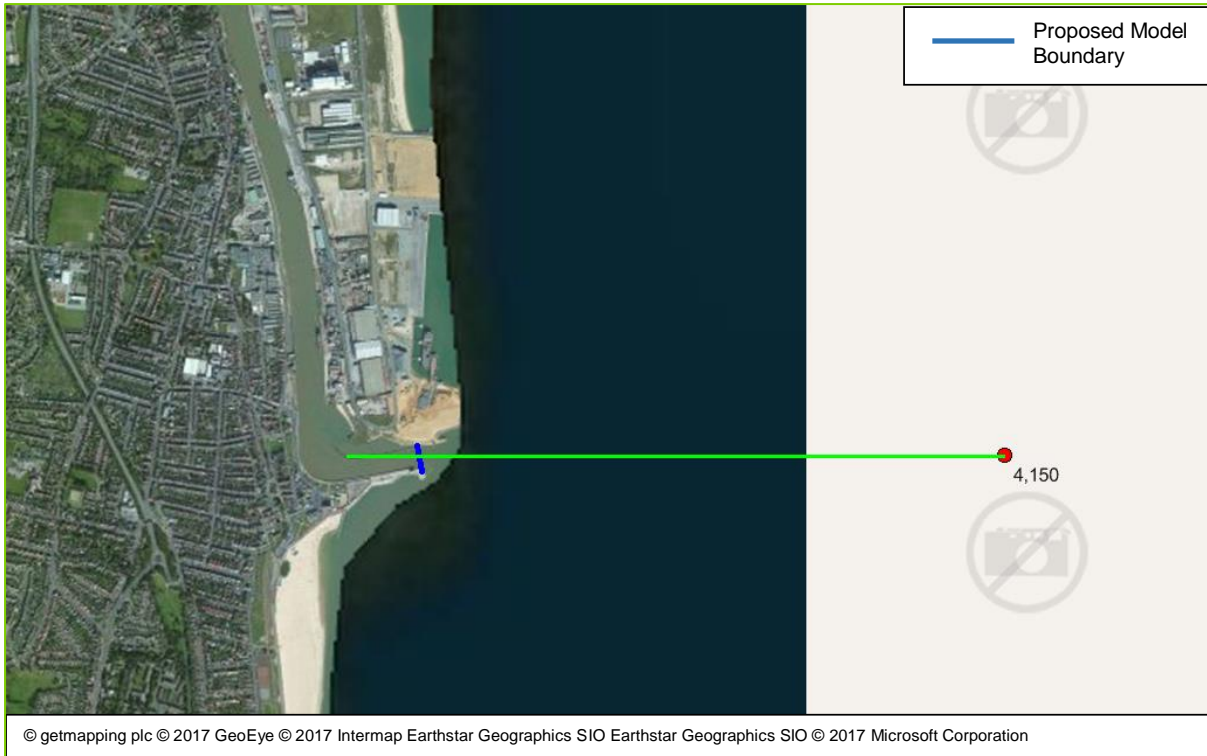 Proposed Model
Boundary
4,150
© getmapping plc © 2017 GeoEye © 2017 Intermap Earthstar Geographics SIO Earthstar Geographics SIO © 2017 Microsoft Corporation